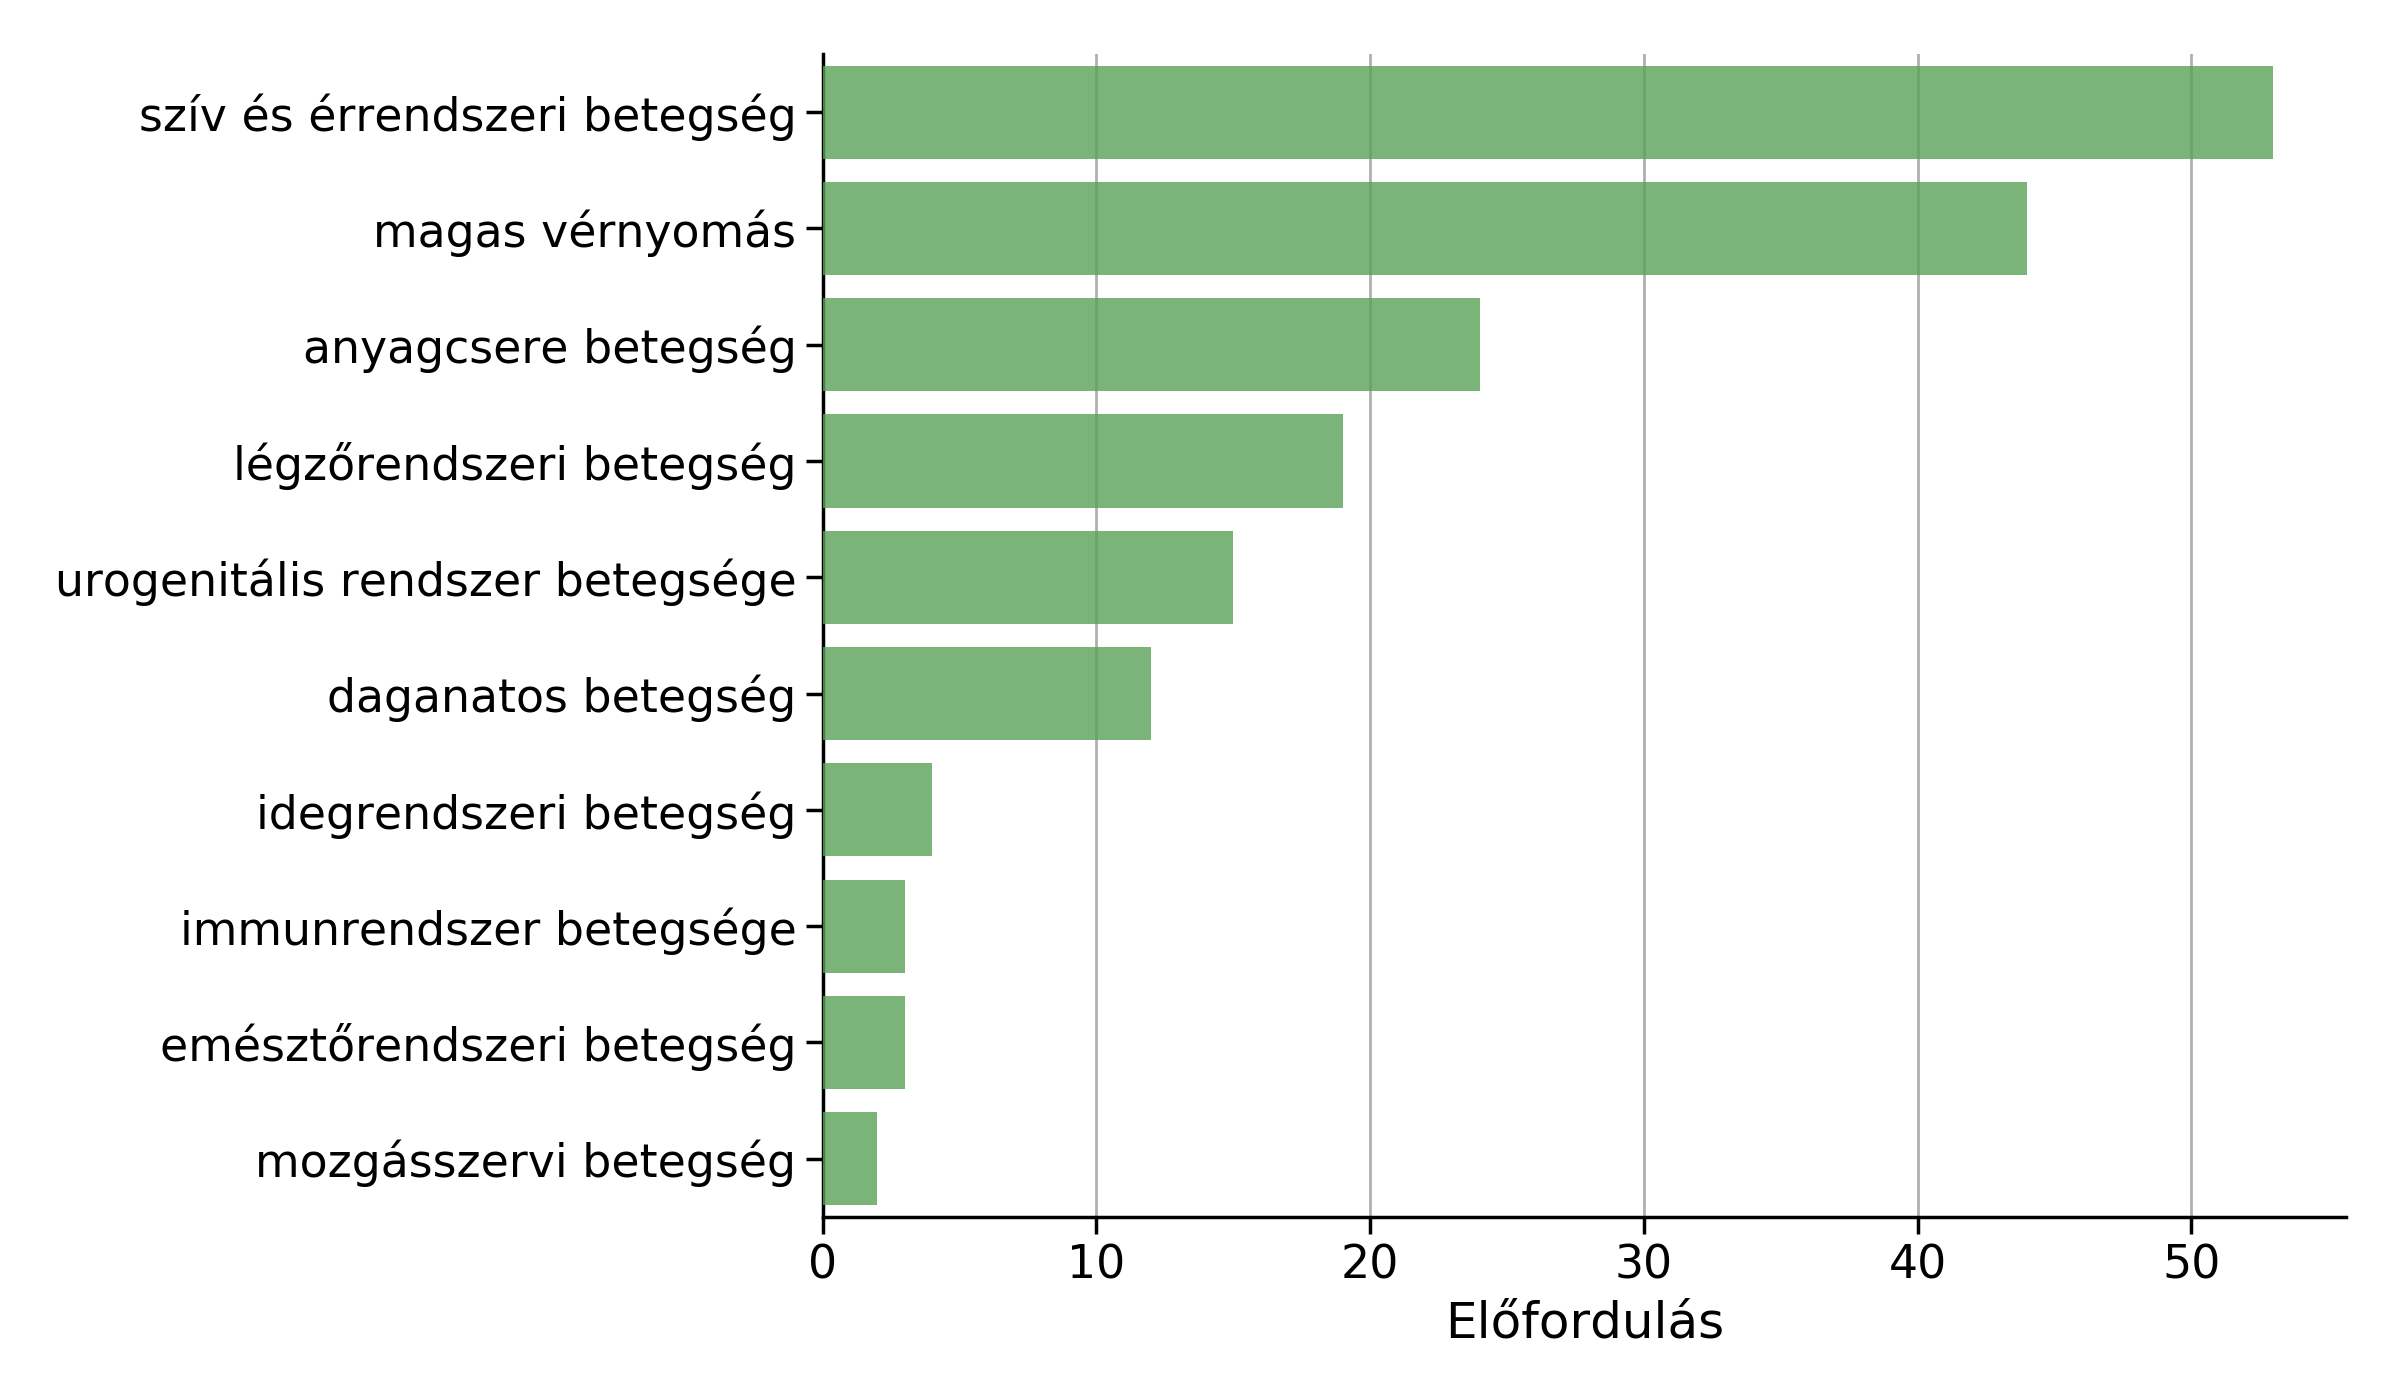 szív és érrendszeri betegség
magas vérnyomás
anyagcsere betegség
légzőrendszeri betegség
urogenitális rendszer betegsége
daganatos betegség
idegrendszeri betegség
immunrendszer betegsége
emésztőrendszeri betegség
mozgásszervi betegség
0 10 20 30 40 50
Előfordulás